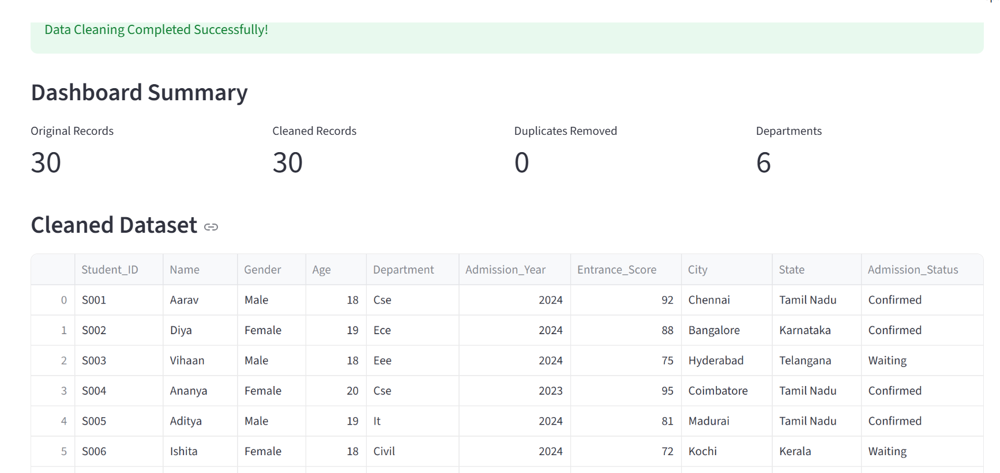 Data Cleaning Completed Successfully!
Dashboard Summary
Original Records Cleaned Records Duplicates Removed Departments
30 30 0 6
Cleaned Dataset
Student_ID Name Gender Age Department Admission_Year Entrance_Score City State Admission_Status
0 S001 Aarav Male 18 Cse 2024 92 Chennai Tamil Nadu Confirmed
1 S002 Diya Female 19 Ece 2024 88 Bangalore Karnataka Confirmed
2 S003 Vihaan Male 18 Eee 2024 75 Hyderabad Telangana Waiting
3 S004 Ananya Female 20 Cse 2023 95 Coimbatore Tamil Nadu Confirmed
4 S005 Aditya Male 19 It 2024 81 Madurai Tamil Nadu Confirmed
5 S006 Ishita Female 18 Civil 2024 72 Kochi Kerala Waiting